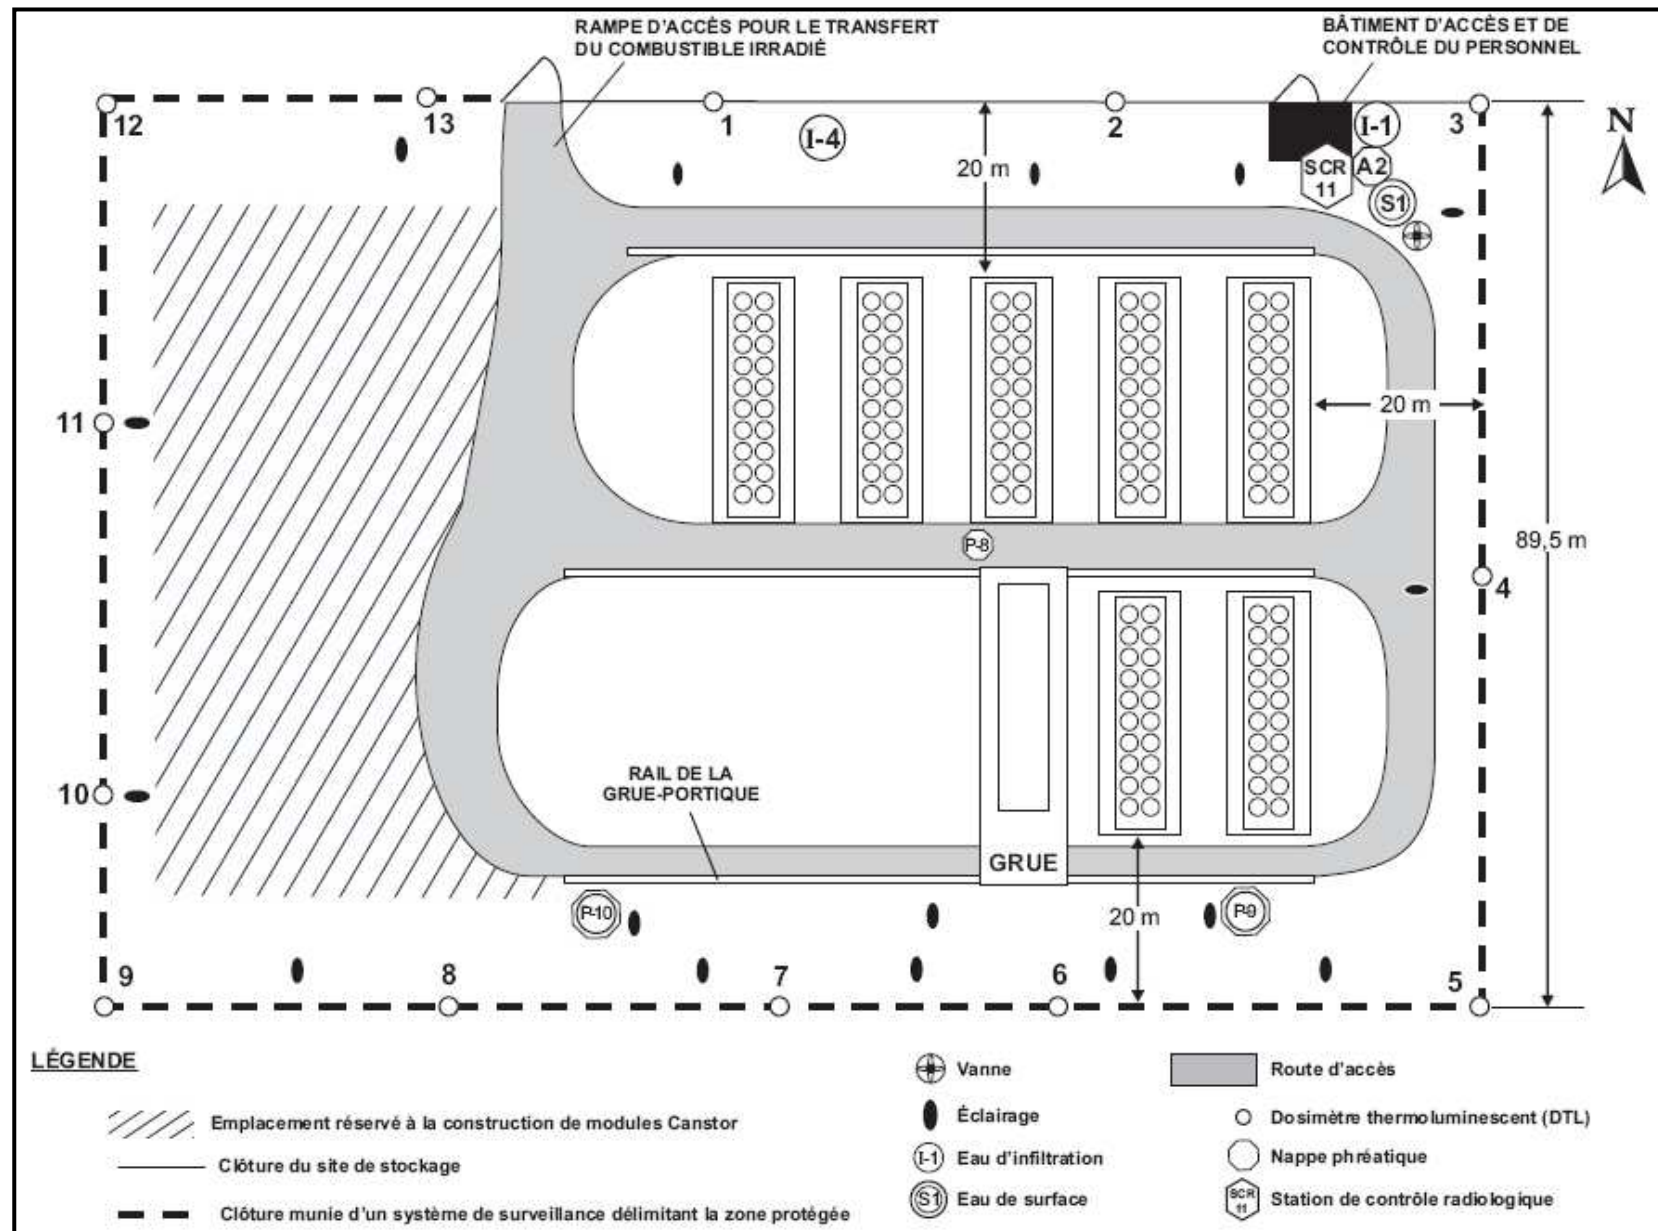 RAMPE D'ACCÈS POUR LE TRANSFERT
DU COMBUSTIBLE IRRADIÉ
BÂTIMENT D'ACCÈS ET DE
CONTRÔLE DU PERSONNEL
12
13
1
2
3
I-4
I-1
A2
SCR
11
S1
N
20 m
11
20 m
P-8
89,5 m
4
10
RAIL DE LA
GRUE-PORTIQUE
GRUE
P-10
P-9
20 m
9
8
7
6
5
LÉGENDE
Emplacement réservé à la construction de modules Canstor
Clôture du site de stockage
Clôture munie d'un système de surveillance délimitant la zone protégée
Vanne
Éclairage
I-1 Eau d'infiltration
S1 Eau de surface
Route d'accès
Dosimètre thermoluminescent (DTL)
Nappe phréatique
SCR
11
Station de contrôle radiologique